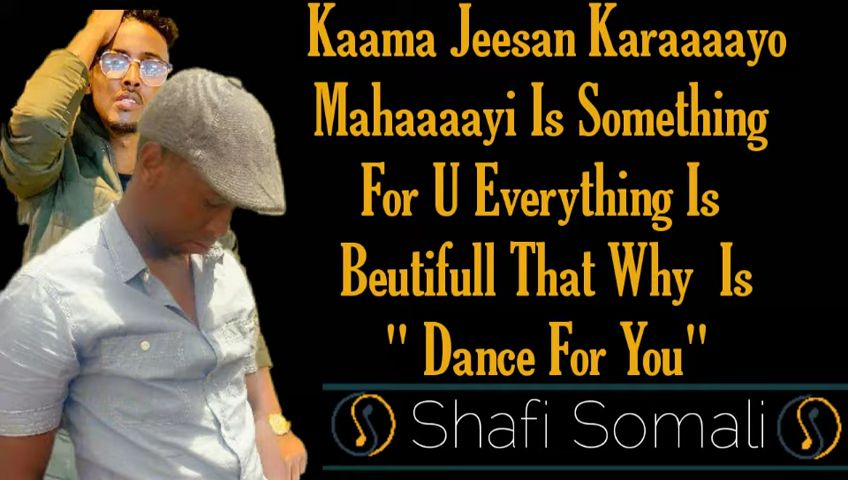 Kaama Jeesan Karaaaayo
Mahaaaayi Is Something
For U Everything Is
Beutifull That Why Is
" Dance For You"
Shafi Somali